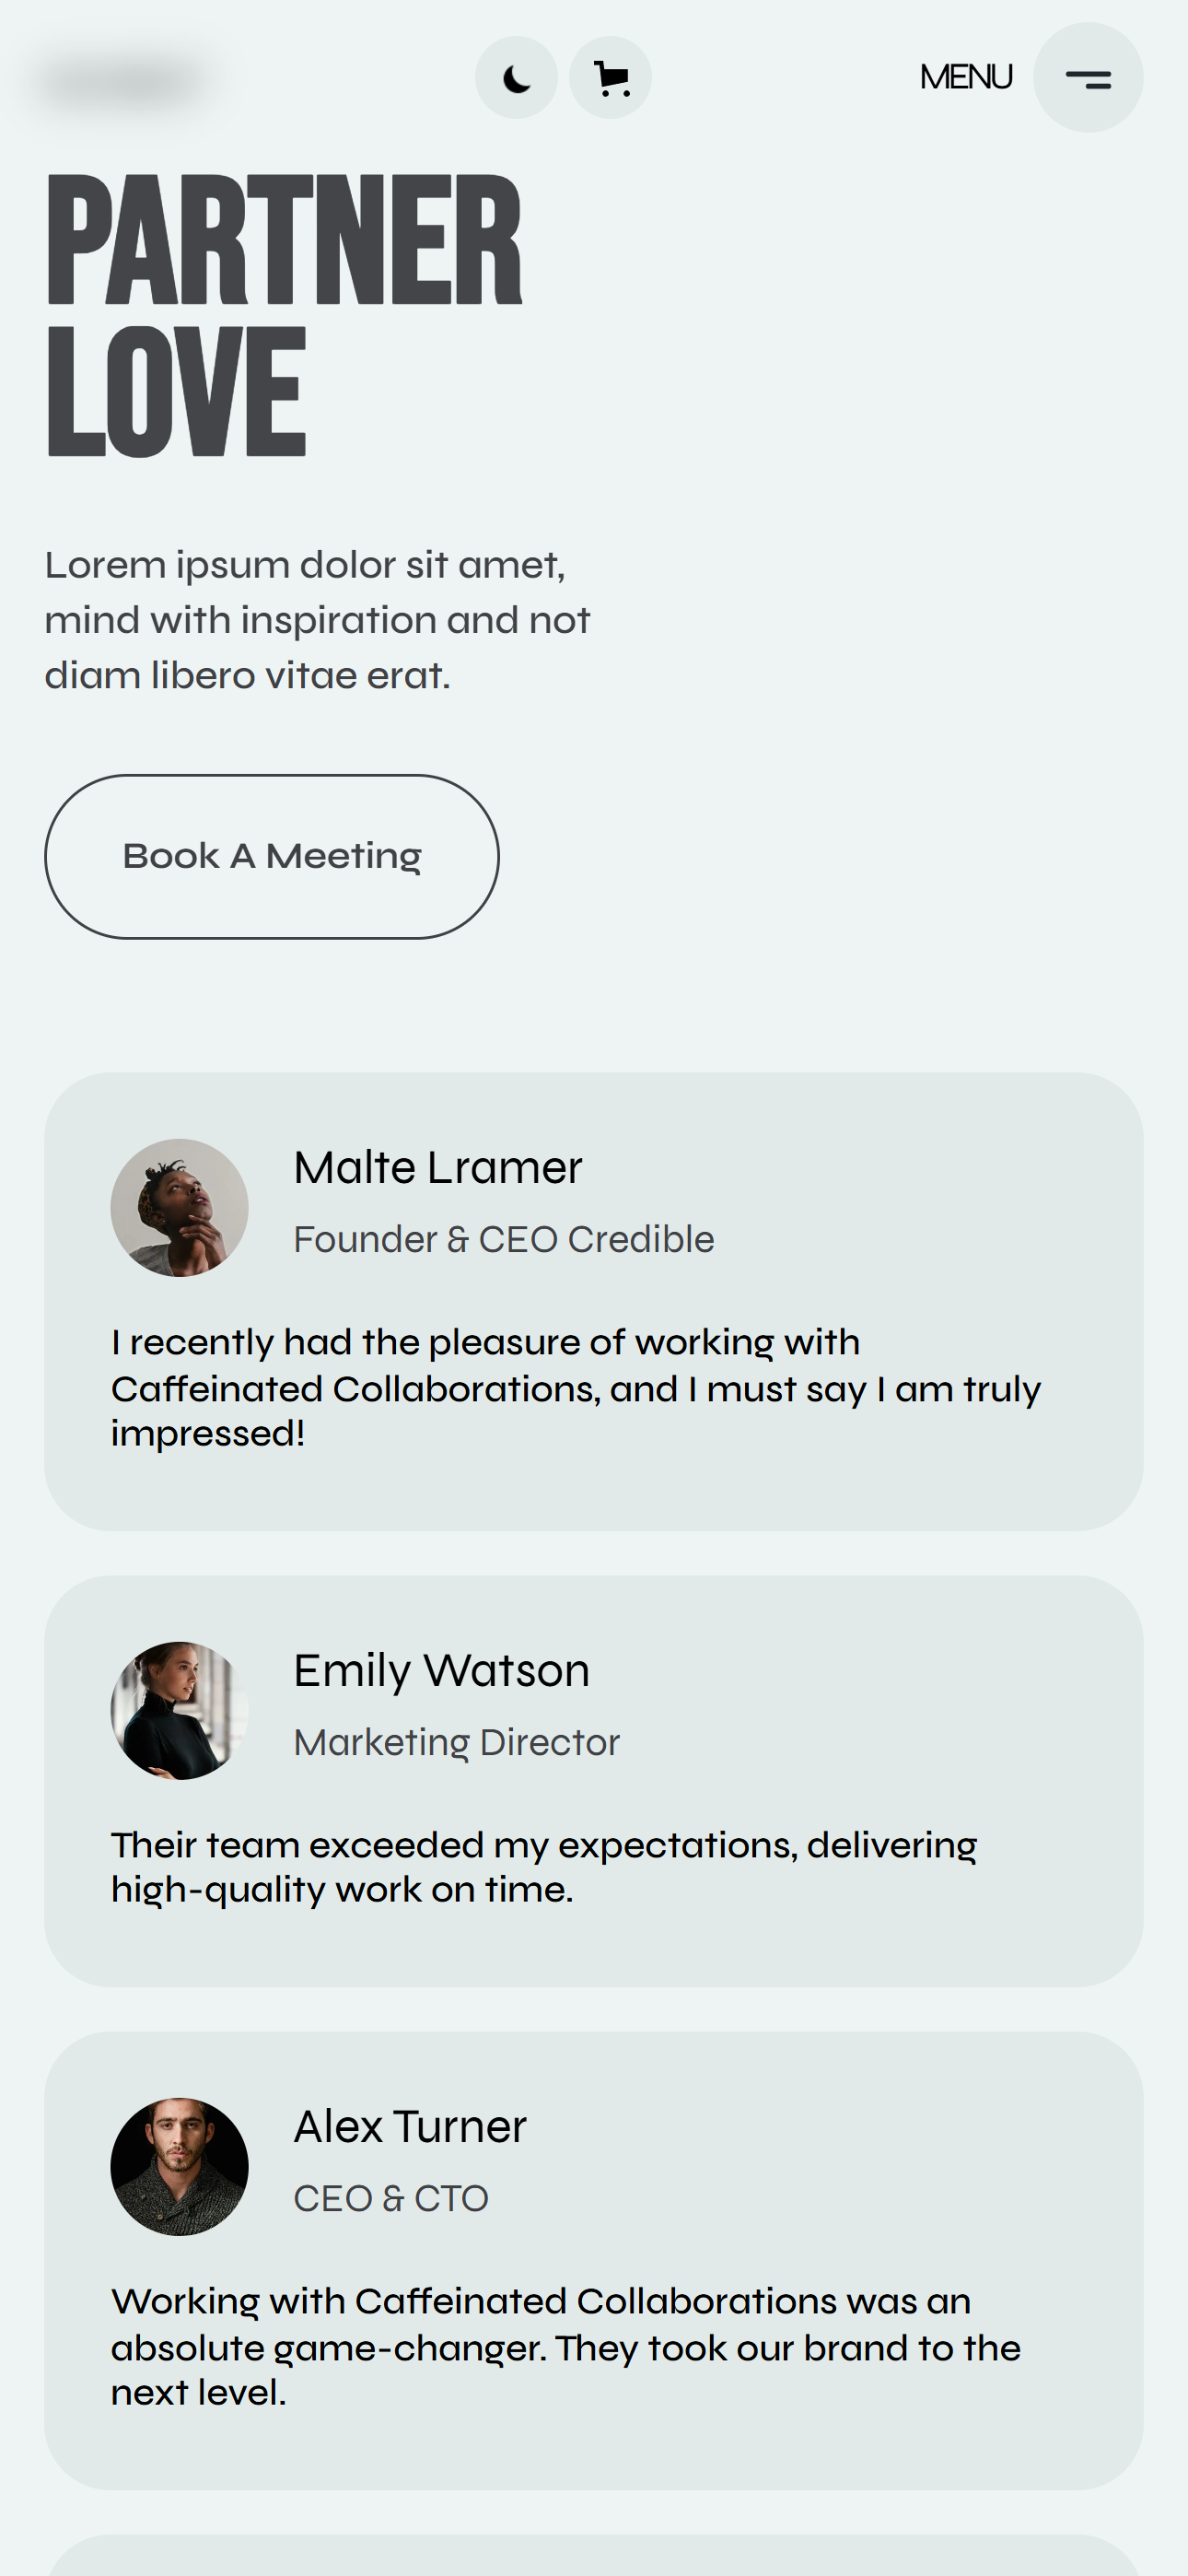 MENU
PARTNER
LOVE
Lorem ipsum dolor sit amet,
mind with inspiration and not
diam libero vitae erat.
Book A Meeting
Malte Lramer
Founder & CEO Credible
I recently had the pleasure of working with
Caffeinated Collaborations, and I must say I am truly
impressed!
Emily Watson
Marketing Director
Their team exceeded my expectations, delivering
high-quality work on time.
Alex Turner
CEO & CTO
Working with Caffeinated Collaborations was an
absolute game-changer. They took our brand to the
next level.